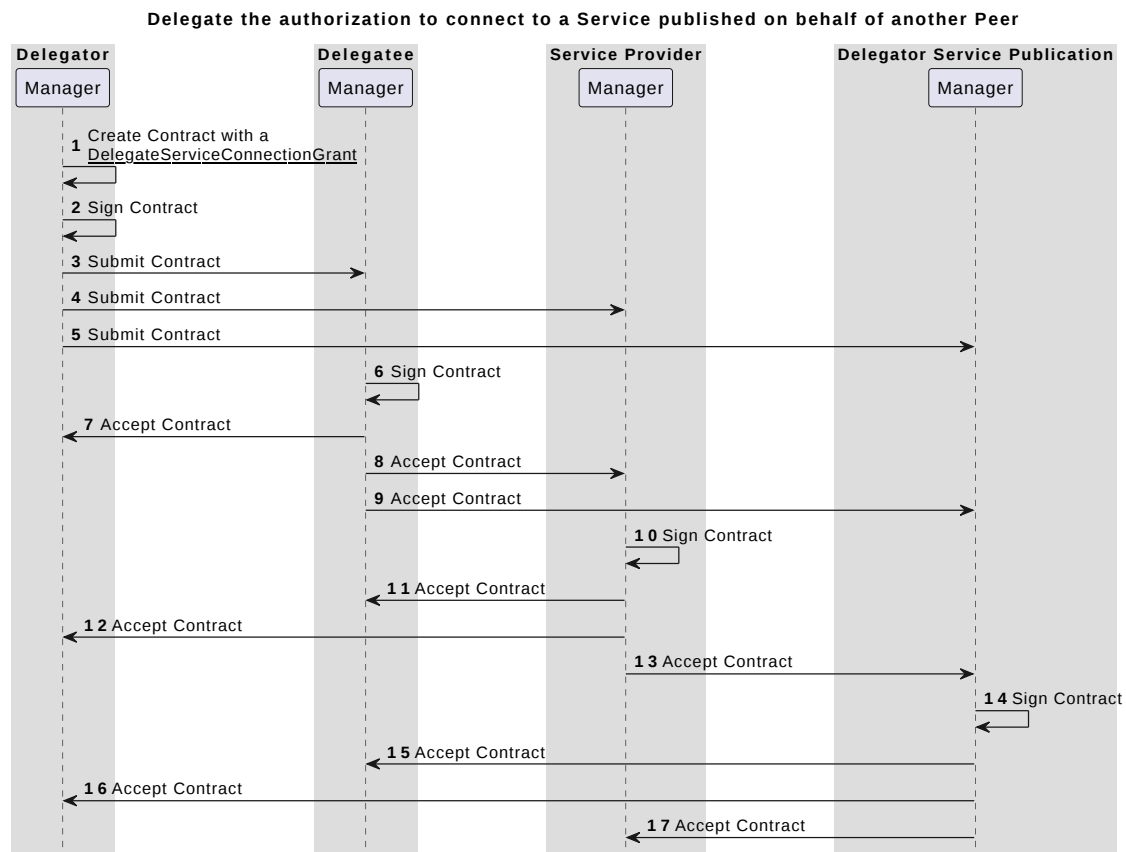 Delegate the authorization to connect to a Service published on behalf of another Peer
Delegator
Delegatee
Service Provider
Delegator Service Publication
Manager
Manager
Manager
Manager
1 Create Contract with a
DelegateServiceConnectionGrant
2 Sign Contract
3 Submit Contract
4 Submit Contract
5 Submit Contract
6 Sign Contract
7 Accept Contract
8 Accept Contract
9 Accept Contract
10 Sign Contract
11 Accept Contract
12 Accept Contract
13 Accept Contract
14 Sign Contract
15 Accept Contract
16 Accept Contract
17 Accept Contract